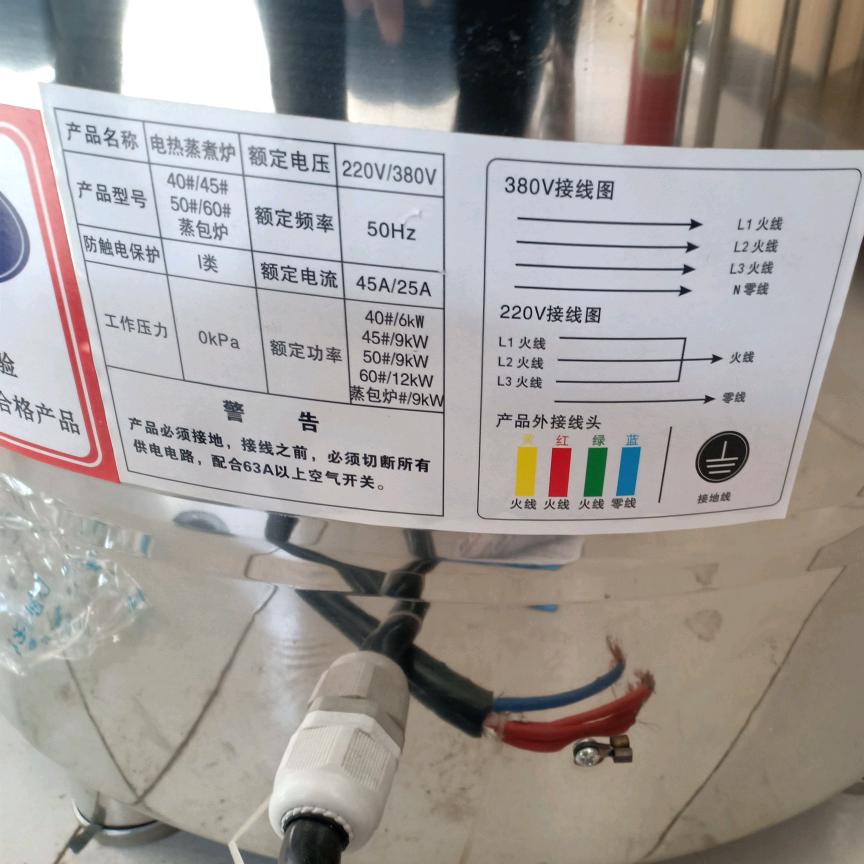 产品名称 电热蒸煮炉 额定电压 220V/380V
产品型号 40#/45# 50#/60# 蒸包炉 额定频率 50Hz
防触电保护 I类 额定电流 45A/25A
工作压力 0kPa 额定功率 40#/6kW
45#/9kW
50#/9kW
60#/12kW
蒸包炉#/9kW
警 告
产品必须接地，接线之前，必须切断所有
供电电路，配合63A以上空气开关。
380V接线图
L1火线
L2火线
L3火线
N 零线
220V接线图
L1 火线
L2 火线
L3 火线
火线
零线
产品外接线头
黄 红 绿 蓝
火线 火线 火线 零线
接地线
验
合格产品